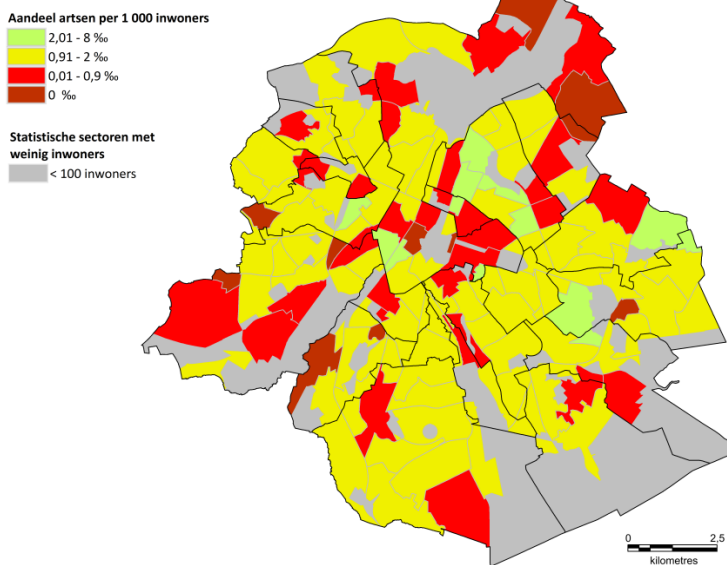 Aandeel artsen per 1 000 inwoners
2,01 - 8 ‰
0,91 - 2 ‰
0,01 - 0,9 ‰
0 ‰
Statistische sectoren met
weinig inwoners
< 100 inwoners
0 2,5
kilometres